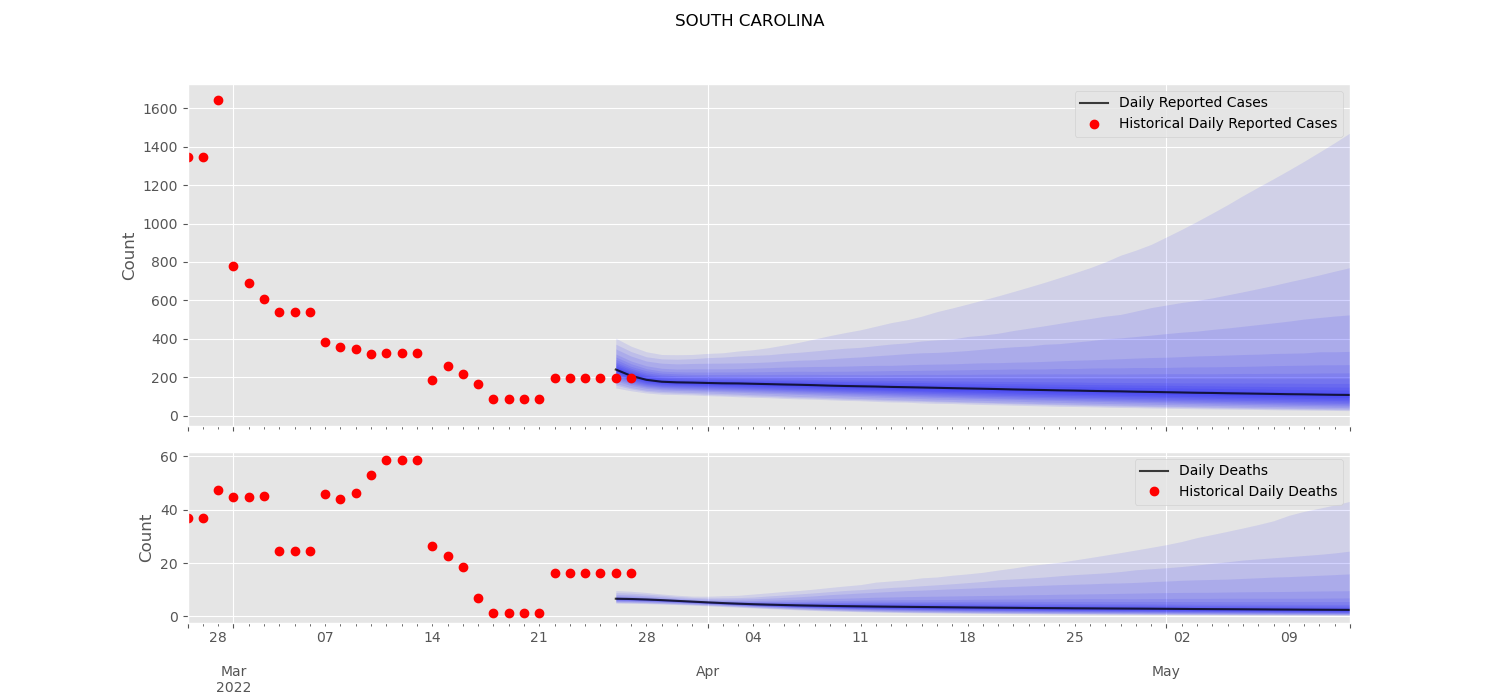 SOUTH CAROLINA
1600
1400
1200
1000
800
600
400
200
0
Count
Daily Reported Cases
Historical Daily Reported Cases
60
40
20
0
Count
Daily Deaths
Historical Daily Deaths
28 07 14 21 28 04 11 18 25 02 09
Mar Apr May
2022